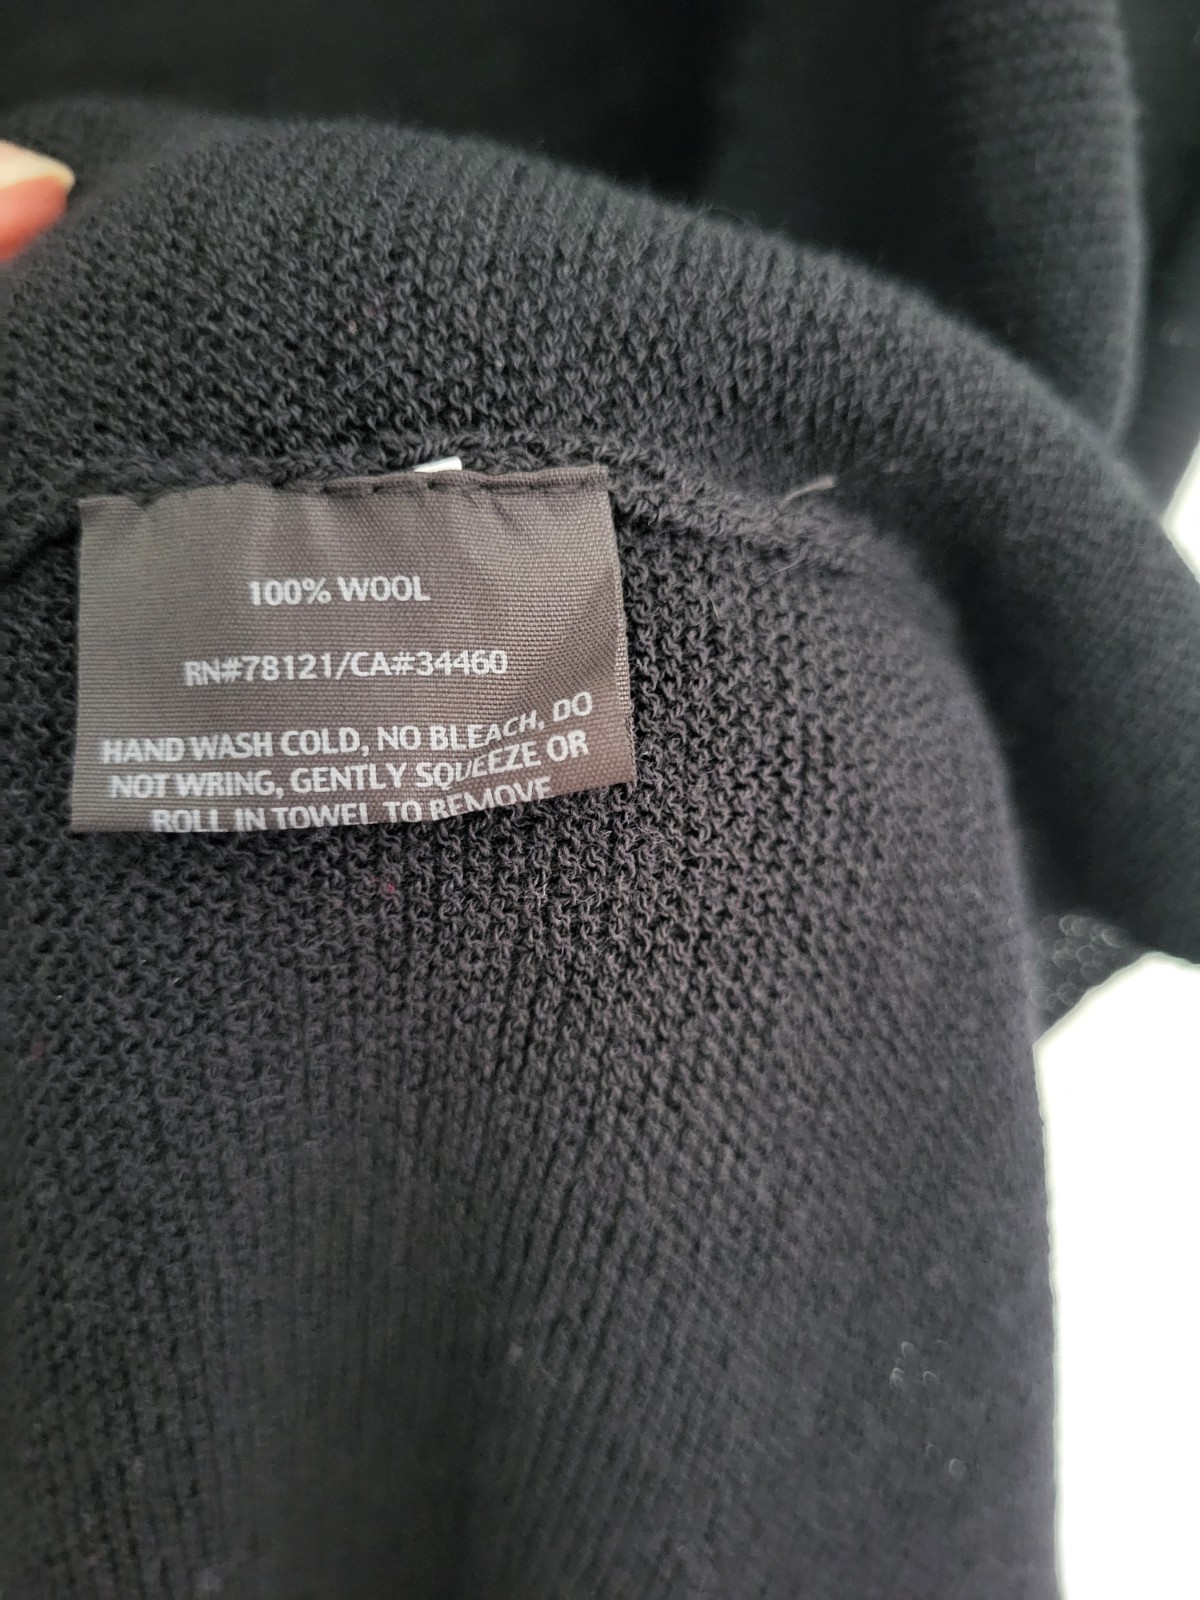 100% WOOL
RN#78121/CA#34460
HAND WASH COLD, NO BLEACH, DO
NOT WRING, GENTLY SQUEEZE OR
ROLL IN TOWEL TO REMOVE